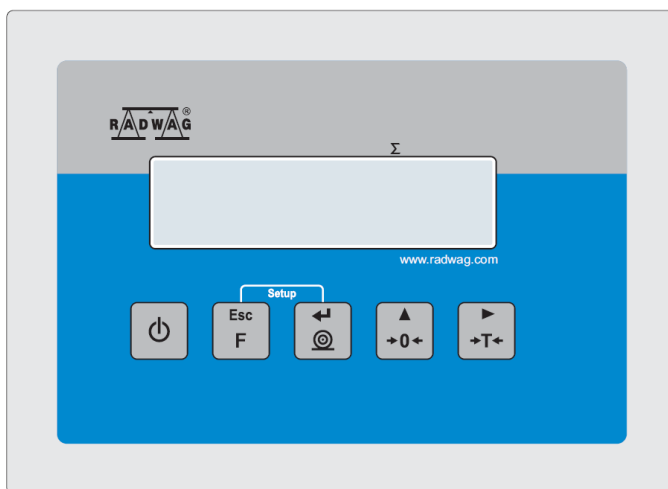 RADWAG®
Σ
www.radwag.com
Setup
Esc
F
→0←
→T←